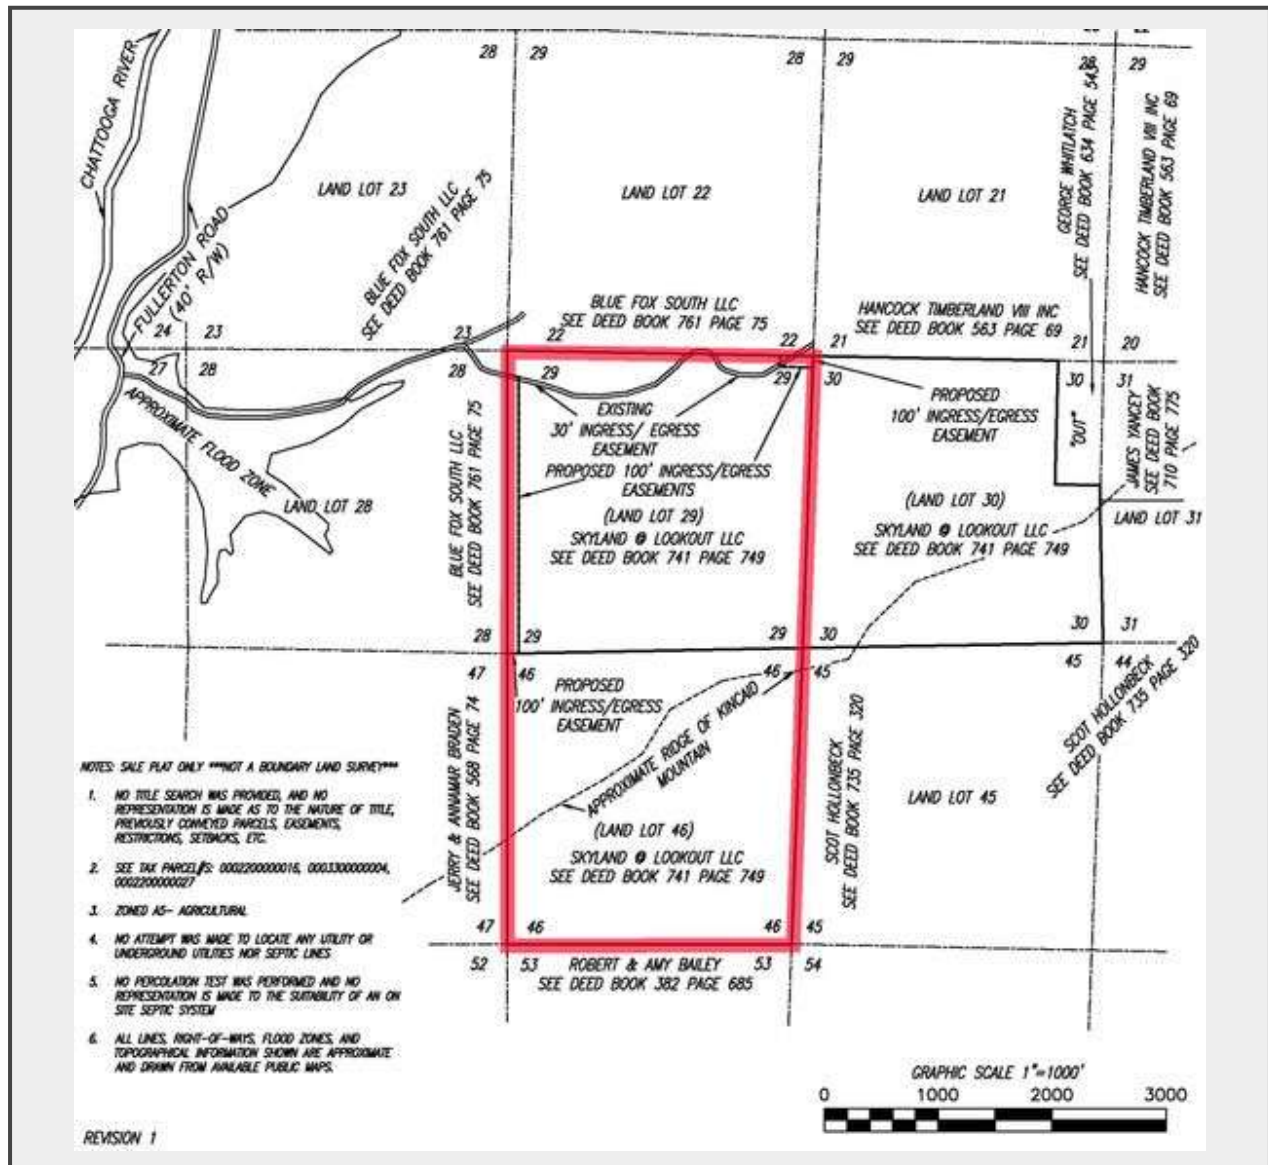 28
29
28
29
28
29
22
CHATTOOGA RIVER
FULLERTON ROAD
(40' R/W)
LAND LOT 23
LAND LOT 22
LAND LOT 21
BLUE FOX SOUTH LLC
SEE DEED BOOK 761 PAGE 75
GEORGE WHITLATCH
SEE DEED BOOK 634 PAGE 543
HANCOCK TIMBERLAND VIII INC
SEE DEED BOOK 563 PAGE 69
BLUE FOX SOUTH LLC
SEE DEED BOOK 761 PAGE 75
HANCOCK TIMBERLAND VIII INC
SEE DEED BOOK 563 PAGE 69
24
23
23
22
22
21
21
20
27
28
28
29
29
30
30
31
APPROXIMATE FLOOD ZONE
EXISTING
30' INGRESS/ EGRESS
EASEMENT
PROPOSED
100' INGRESS/EGRESS
EASEMENT
"OUT"
JAMES YANCEY
SEE DEED BOOK
710 PAGE 775
BLUE FOX SOUTH LLC
SEE DEED BOOK 761 PAGE 75
PROPOSED 100' INGRESS/EGRESS
EASEMENTS
LAND LOT 28
(LAND LOT 29)
SKYLAND @ LOOKOUT LLC
SEE DEED BOOK 741 PAGE 749
(LAND LOT 30)
SKYLAND @ LOOKOUT LLC
SEE DEED BOOK 741 PAGE 749
LAND LOT 31
28
29
29
30
30
31
47
46
46
45
45
44
PROPOSED
100' INGRESS/EGRESS
EASEMENT
APPROXIMATE RIDGE OF KINCAID
MOUNTAIN
JERRY & ANNAMAR BRADEN
SEE DEED BOOK 568 PAGE 74
SCOT HOLLONBECK
SEE DEED BOOK 735 PAGE 320
SCOT HOLLONBECK
SEE DEED BOOK 735 PAGE 320
LAND LOT 45
(LAND LOT 46)
SKYLAND @ LOOKOUT LLC
SEE DEED BOOK 741 PAGE 749
47
46
46
45
52
53
53
54
ROBERT & AMY BAILEY
SEE DEED BOOK 382 PAGE 685
NOTES: SALE PLAT ONLY ***NOT A BOUNDARY LAND SURVEY***
1. NO TITLE SEARCH WAS PROVIDED, AND NO
REPRESENTATION IS MADE AS TO THE NATURE OF TITLE,
PREVIOUSLY CONVEYED PARCELS, EASEMENTS,
RESTRICTIONS, SETBACKS, ETC.
2. SEE TAX PARCEL#'S: 0002200000016, 0003300000004,
0002200000027
3. ZONED A5- AGRICULTURAL
4. NO ATTEMPT WAS MADE TO LOCATE ANY UTILITY OR
UNDERGROUND UTILITIES NOR SEPTIC LINES
5. NO PERCOLATION TEST WAS PERFORMED AND NO
REPRESENTATION IS MADE TO THE SUITABILITY OF AN ON
SITE SEPTIC SYSTEM
6. ALL LINES, RIGHT-OF-WAYS, FLOOD ZONES, AND
TOPOGRAPHICAL INFORMATION SHOWN ARE APPROXIMATE
AND DRAWN FROM AVAILABLE PUBLIC MAPS.
GRAPHIC SCALE 1"=1000'
0 1000 2000 3000
REVISION 1